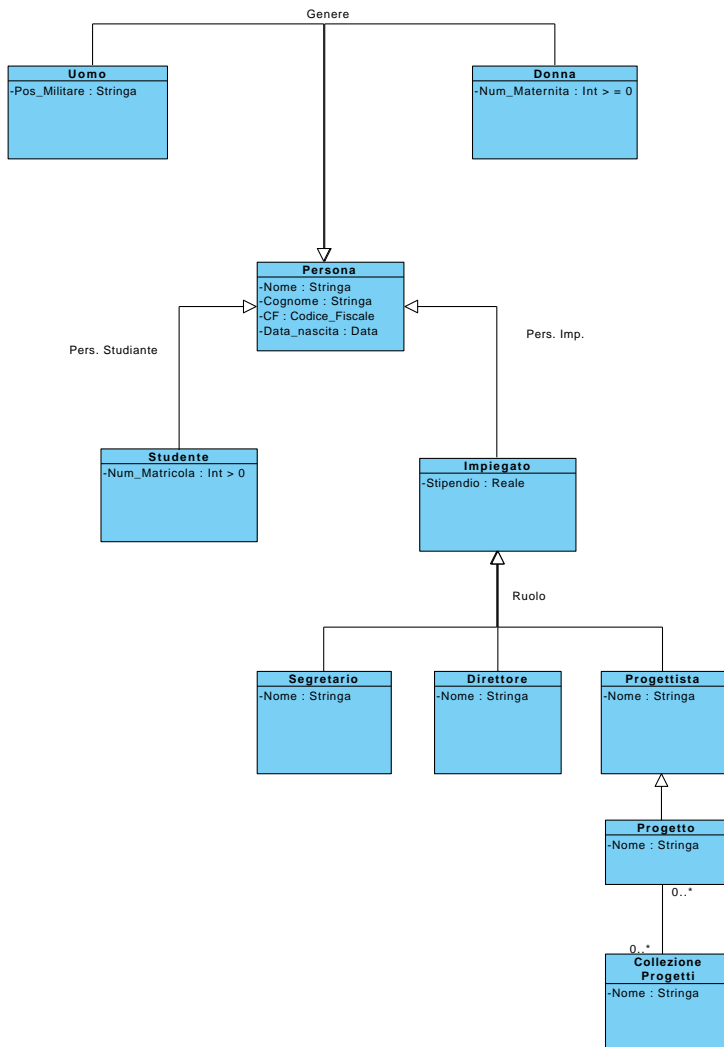 Genere
Uomo
-Pos_Militare : Stringa
Donna
-Num_Maternita : Int > = 0
Persona
-Nome : Stringa
-Cognome : Stringa
-CF : Codice_Fiscale
-Data_nascita : Data
Pers. Studiante
Pers. Imp.
Studente
-Num_Matricola : Int > 0
Impiegato
-Stipendio : Reale
Ruolo
Segretario
-Nome : Stringa
Direttore
-Nome : Stringa
Progettista
-Nome : Stringa
Progetto
-Nome : Stringa
0..*
0..*
Collezione
Progetti
-Nome : Stringa